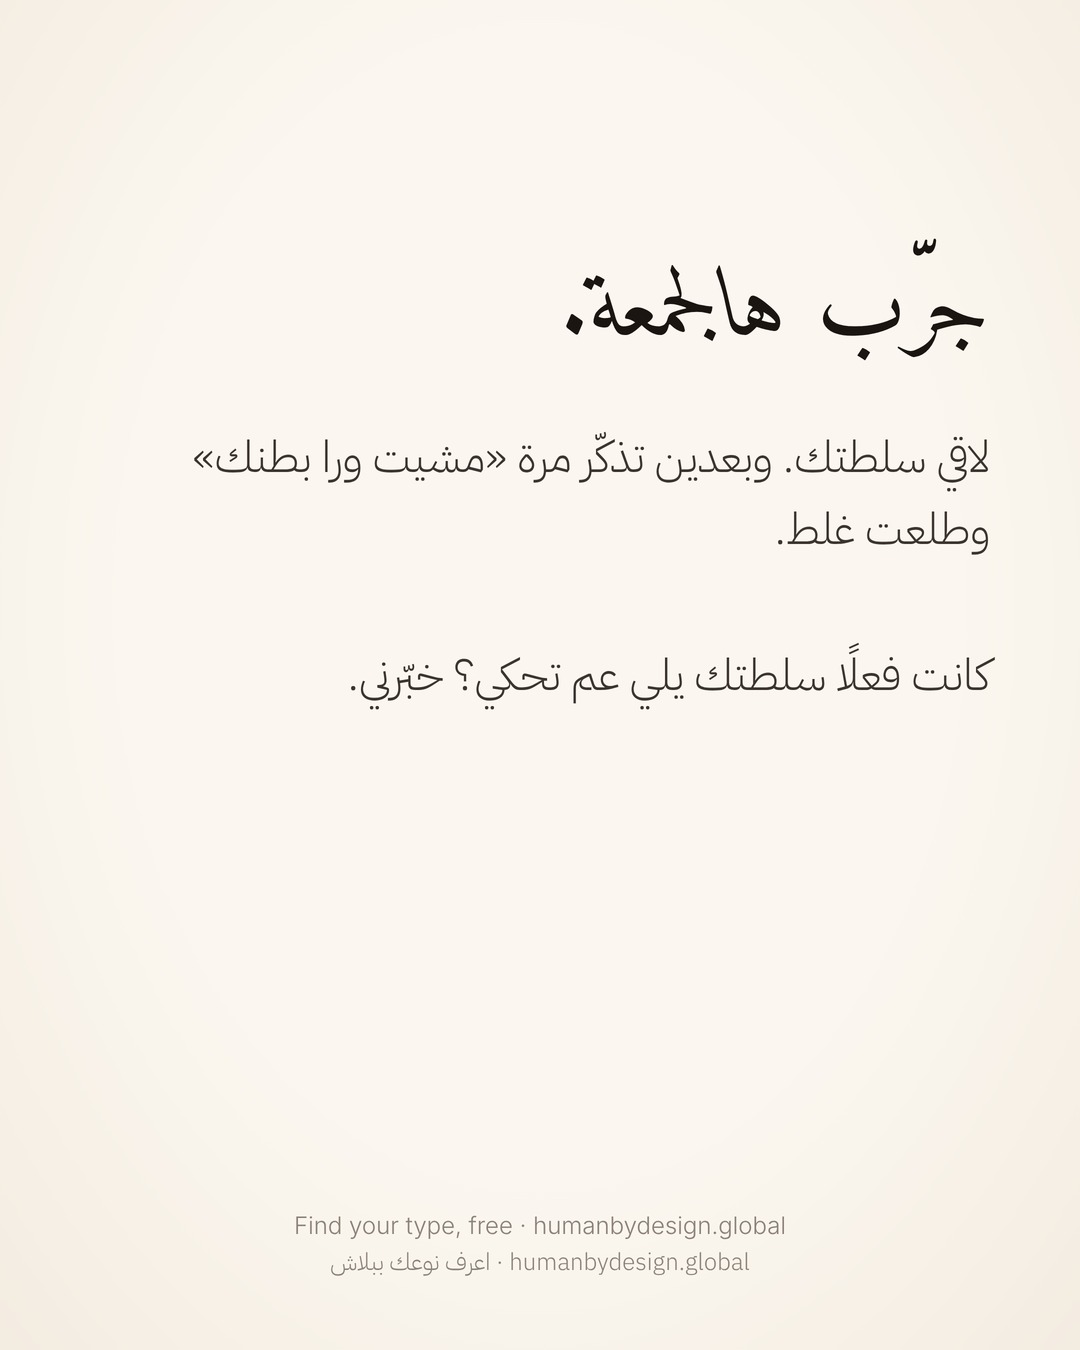 جرّب هالجمعة.
لاقي سلطتك. وبعدين تذكّر مرة «مشيت ورا بطنك»
وطلعت غلط.
كانت فعلًا سلطتك يلي عم تحكي؟ خبّرني.
Find your type, free · humanbydesign.global
اعرف نوعك ببلاش · humanbydesign.global